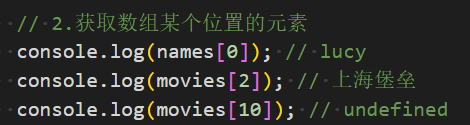 // 2.获取数组某个位置的元素
console.log(names[0]); // lucy
console.log(movies[2]); // 上海堡垒
console.log(movies[10]); // undefined